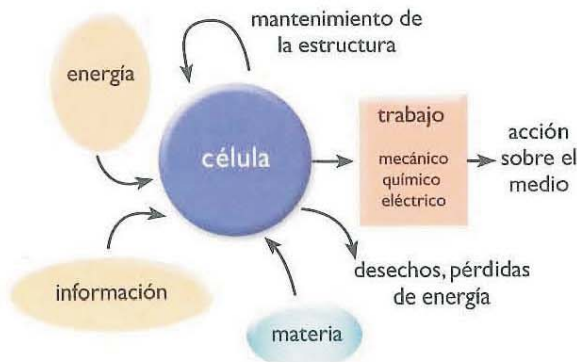 mantenimiento de
la estructura
energía
célula
trabajo
mecánico
químico
eléctrico
acción
sobre el
medio
información
desechos, pérdidas
de energía
materia